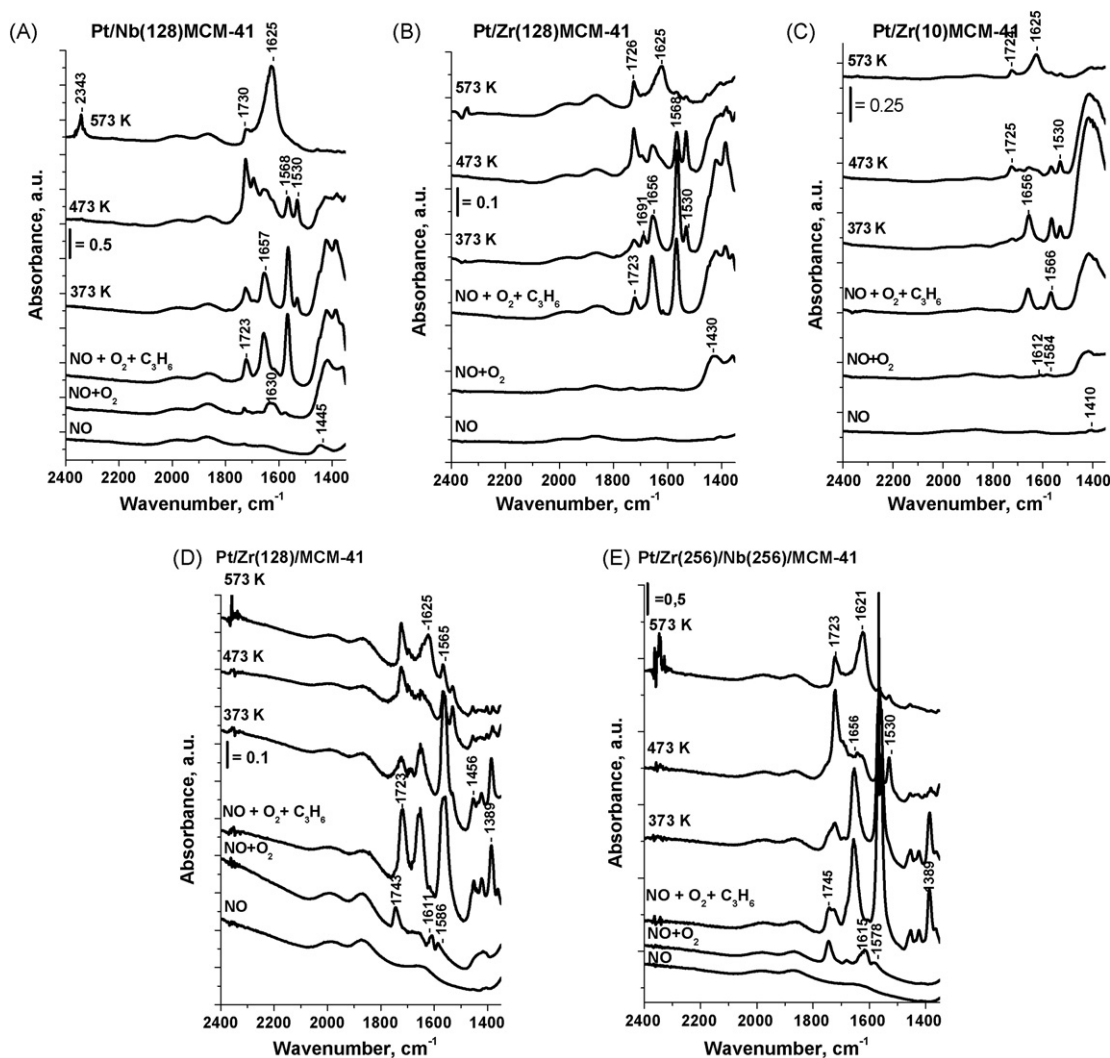 (A) Pt/Nb(128)MCM-41
1625
2343
1730
573 K
1568
1530
473 K
= 0.5
1657
373 K
1723
NO + O2 + C3H6
1630
NO+O2
1445
NO
2400 2200 2000 1800 1600 1400
Wavenumber, cm-1
Absorbance, a.u.
(B) Pt/Zr(128)MCM-41
1726
1625
573 K
1568
473 K
= 0.1
1691
1656
1530
373 K
1723
NO + O2 + C3H6
1430
NO+O2
NO
2400 2200 2000 1800 1600 1400
Wavenumber, cm-1
Absorbance, a.u.
(C) Pt/Zr(10)MCM-41
1625
573 K
= 0.25
1725
1530
473 K
1656
373 K
1566
NO + O2 + C3H6
1612
1584
NO+O2
1410
NO
2400 2200 2000 1800 1600 1400
Wavenumber, cm-1
Absorbance, a.u.
(D) Pt/Zr(128)/MCM-41
573 K
1625
1565
473 K
373 K
= 0.1
1723
1456
1389
NO + O2 + C3H6
NO+O2
1743
1611
1586
NO
2400 2200 2000 1800 1600 1400
Wavenumber, cm-1
Absorbance, a.u.
(E) Pt/Zr(256)/Nb(256)/MCM-41
=0,5
1723
1621
573 K
1656
1530
473 K
373 K
1745
1389
NO + O2 + C3H6
1615
1578
NO+O2
NO
2400 2200 2000 1800 1600 1400
Wavenumber, cm-1
Absorbance, a.u.